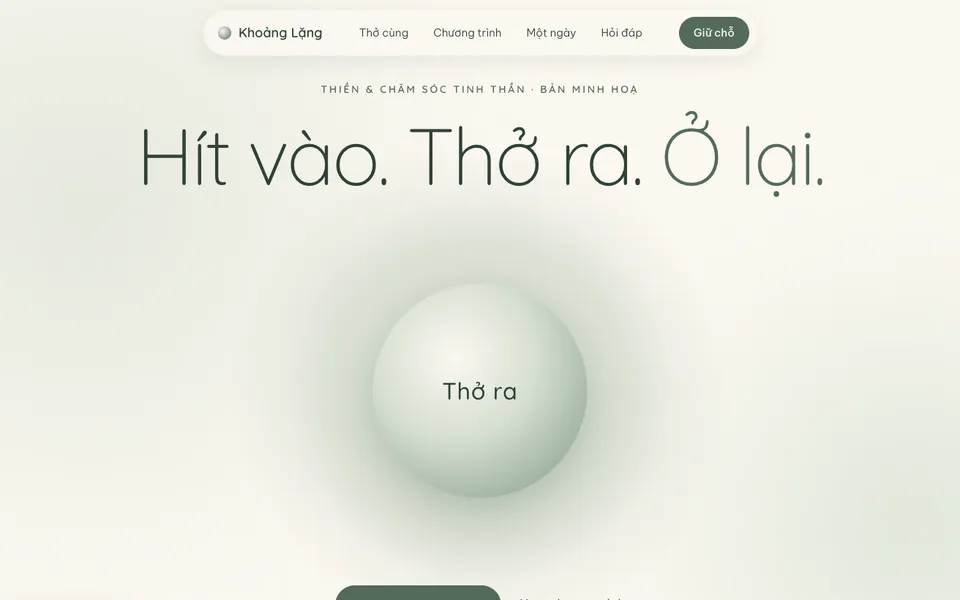 Khoảng Lặng
Thở cùng
Chương trình
Một ngày
Hỏi đáp
Giữ chỗ
THIỀN & CHĂM SÓC TINH THẦN · BẢN MINH HOẠ
Hít vào. Thở ra. Ở lại.
Thở ra